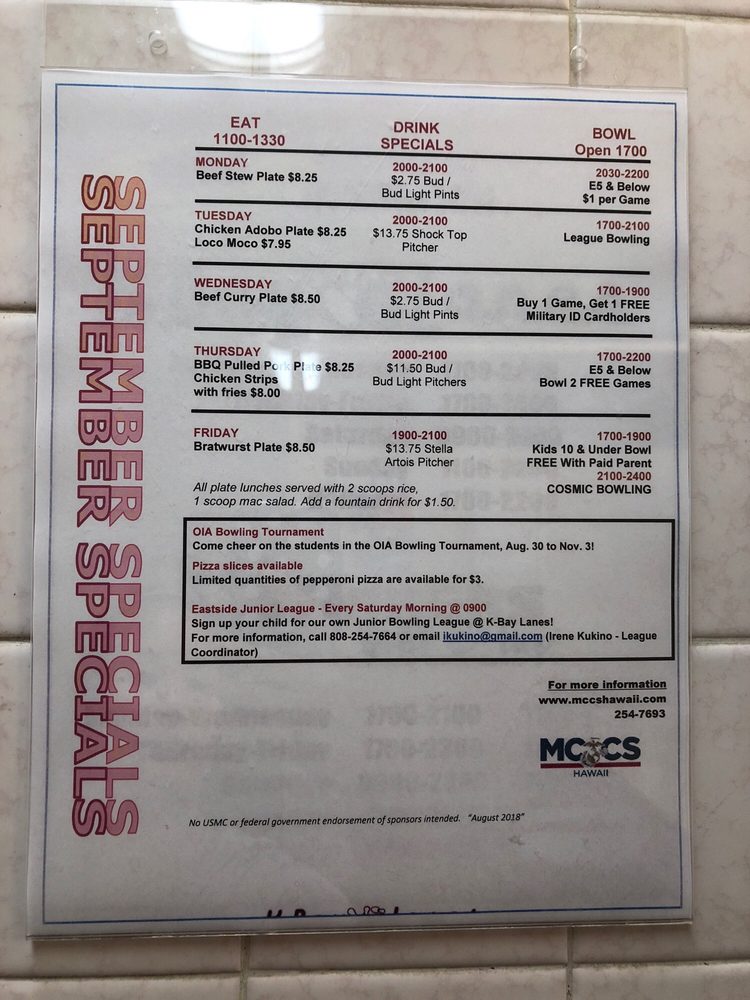 SEPTEMBER SPECIALS
EAT
1100-1330
DRINK
SPECIALS
BOWL
Open 1700
MONDAY
Beef Stew Plate $8.25
2000-2100
$2.75 Bud /
Bud Light Pints
2030-2200
E5 & Below
$1 per Game
TUESDAY
Chicken Adobo Plate $8.25
Loco Moco $7.95
2000-2100
$13.75 Shock Top
Pitcher
1700-2100
League Bowling
WEDNESDAY
Beef Curry Plate $8.50
2000-2100
$2.75 Bud /
Bud Light Pints
1700-1900
Buy 1 Game, Get 1 FREE
Military ID Cardholders
THURSDAY
BBQ Pulled Pork Plate $8.25
Chicken Strips
with fries $8.00
2000-2100
$11.50 Bud /
Bud Light Pitchers
1700-2200
E5 & Below
Bowl 2 FREE Games
FRIDAY
Bratwurst Plate $8.50
1900-2100
$13.75 Stella
Artois Pitcher
1700-1900
Kids 10 & Under Bowl
FREE With Paid Parent
2100-2400
COSMIC BOWLING
All plate lunches served with 2 scoops rice,
1 scoop mac salad. Add a fountain drink for $1.50.
OIA Bowling Tournament
Come cheer on the students in the OIA Bowling Tournament, Aug. 30 to Nov. 3!
Pizza slices available
Limited quantities of pepperoni pizza are available for $3.
Eastside Junior League - Every Saturday Morning @ 0900
Sign up your child for our own Junior Bowling League @ K-Bay Lanes!
For more information, call 808-254-7664 or email ikukino@gmail.com (Irene Kukino - League
Coordinator)
For more information
www.mccshawaii.com
254-7693
MCCS
HAWAII
No USMC or federal government endorsement of sponsors intended. "August 2018"